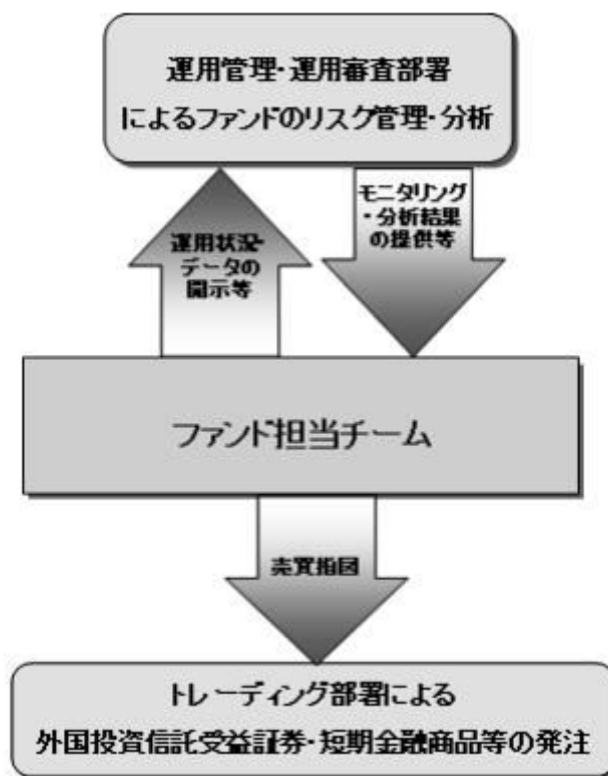 運用管理・運用審査部署
によるファンドのリスク管理・分析
運用状況・
データの
開示等
モニタリング
・分析結果
の提供等
ファンド担当チーム
売買指図
トレーディング部署による
外国投資信託受益証券・短期金融商品等の発注